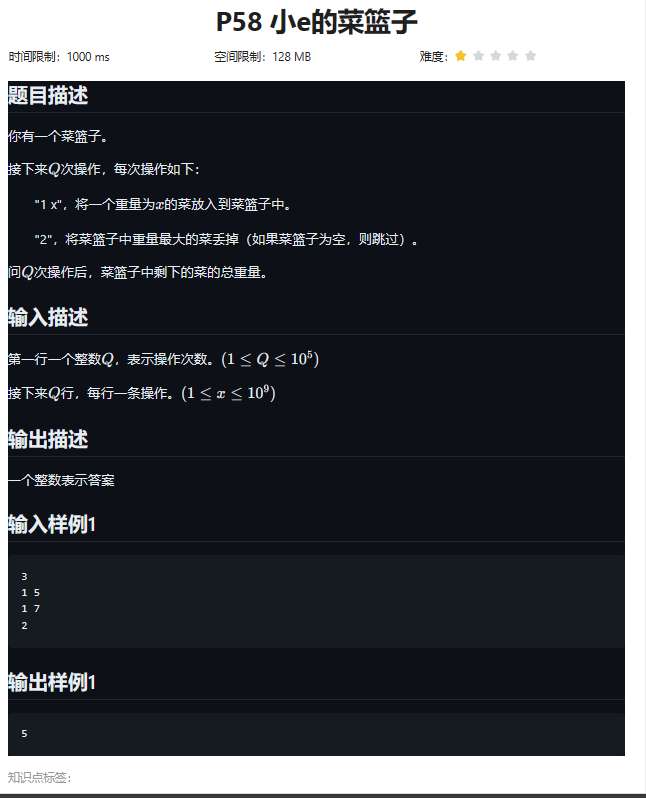 P58 小e的菜篮子
时间限制：1000 ms 空间限制：128 MB 难度：
题目描述
你有一个菜篮子。
接下来Q次操作，每次操作如下：
"1 x"，将一个重量为x的菜放入到菜篮子中。
"2"，将菜篮子中重量最大的菜丢掉（如果菜篮子为空，则跳过）。
问Q次操作后，菜篮子中剩下的菜的总重量。
输入描述
第一行一个整数Q，表示操作次数。(1 ≤ Q ≤ 10^5)
接下来Q行，每行一条操作。(1 ≤ x ≤ 10^9)
输出描述
一个整数表示答案
输入样例1
3
1 5
1 7
2
输出样例1
5
知识点标签：